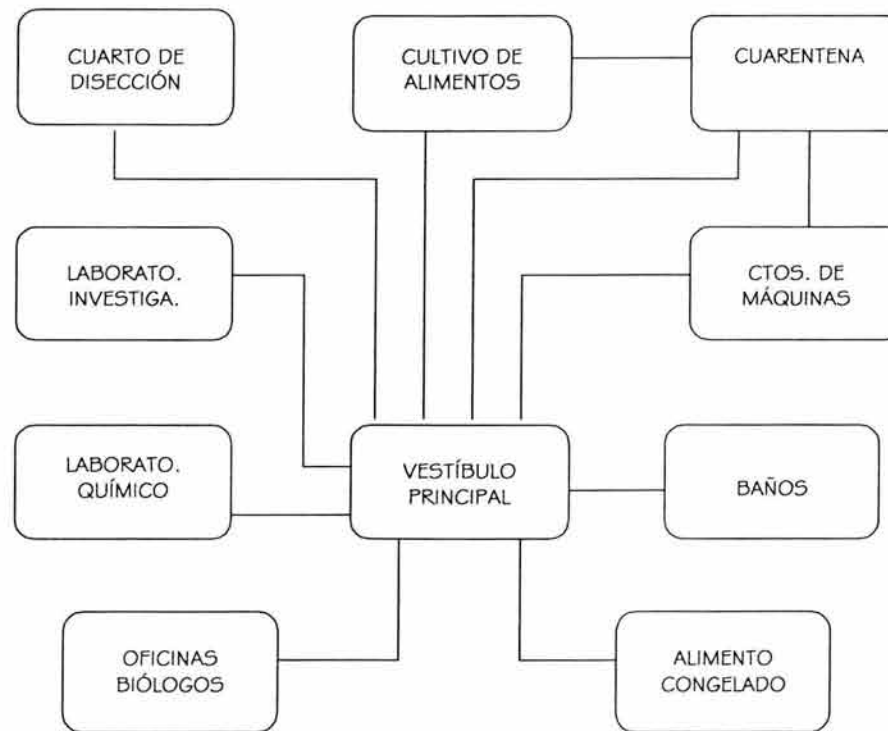 CUARTO DE
DISECCIÓN
CULTIVO DE
ALIMENTOS
CUARENTENA
LABORATO.
INVESTIGA.
CTOS. DE
MÁQUINAS
LABORATO.
QUÍMICO
VESTÍBULO
PRINCIPAL
BAÑOS
OFICINAS
BIÓLOGOS
ALIMENTO
CONGELADO